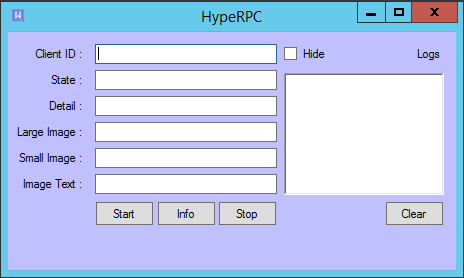 HypeRPC
Client ID :
Hide
Logs
State :
Detail :
Large Image :
Small Image :
Image Text :
Start
Info
Stop
Clear